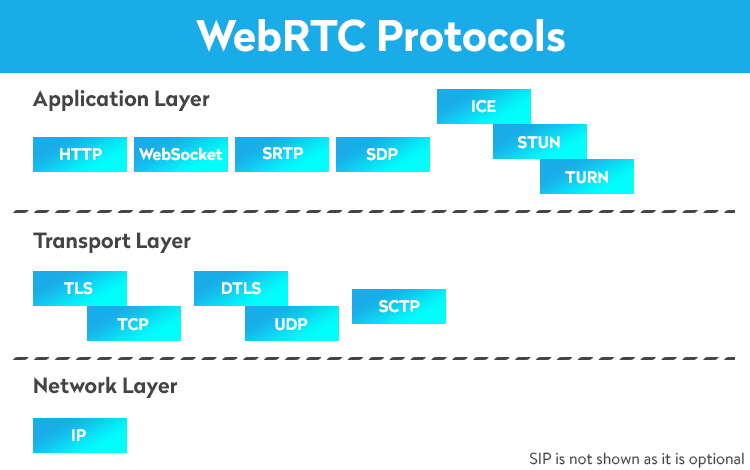 WebRTC Protocols
Application Layer
ICE
HTTP
WebSocket
SRTP
SDP
STUN
TURN
Transport Layer
TLS
DTLS
SCTP
TCP
UDP
Network Layer
IP
SIP is not shown as it is optional